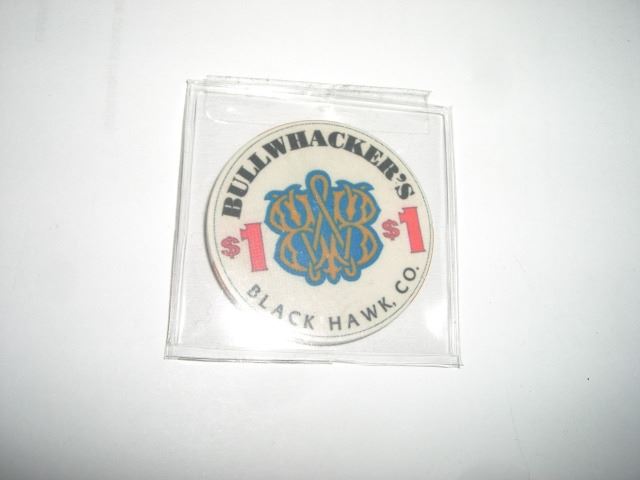 BULLWHACKER'S
$1
$1
BLACK HAWK, CO.